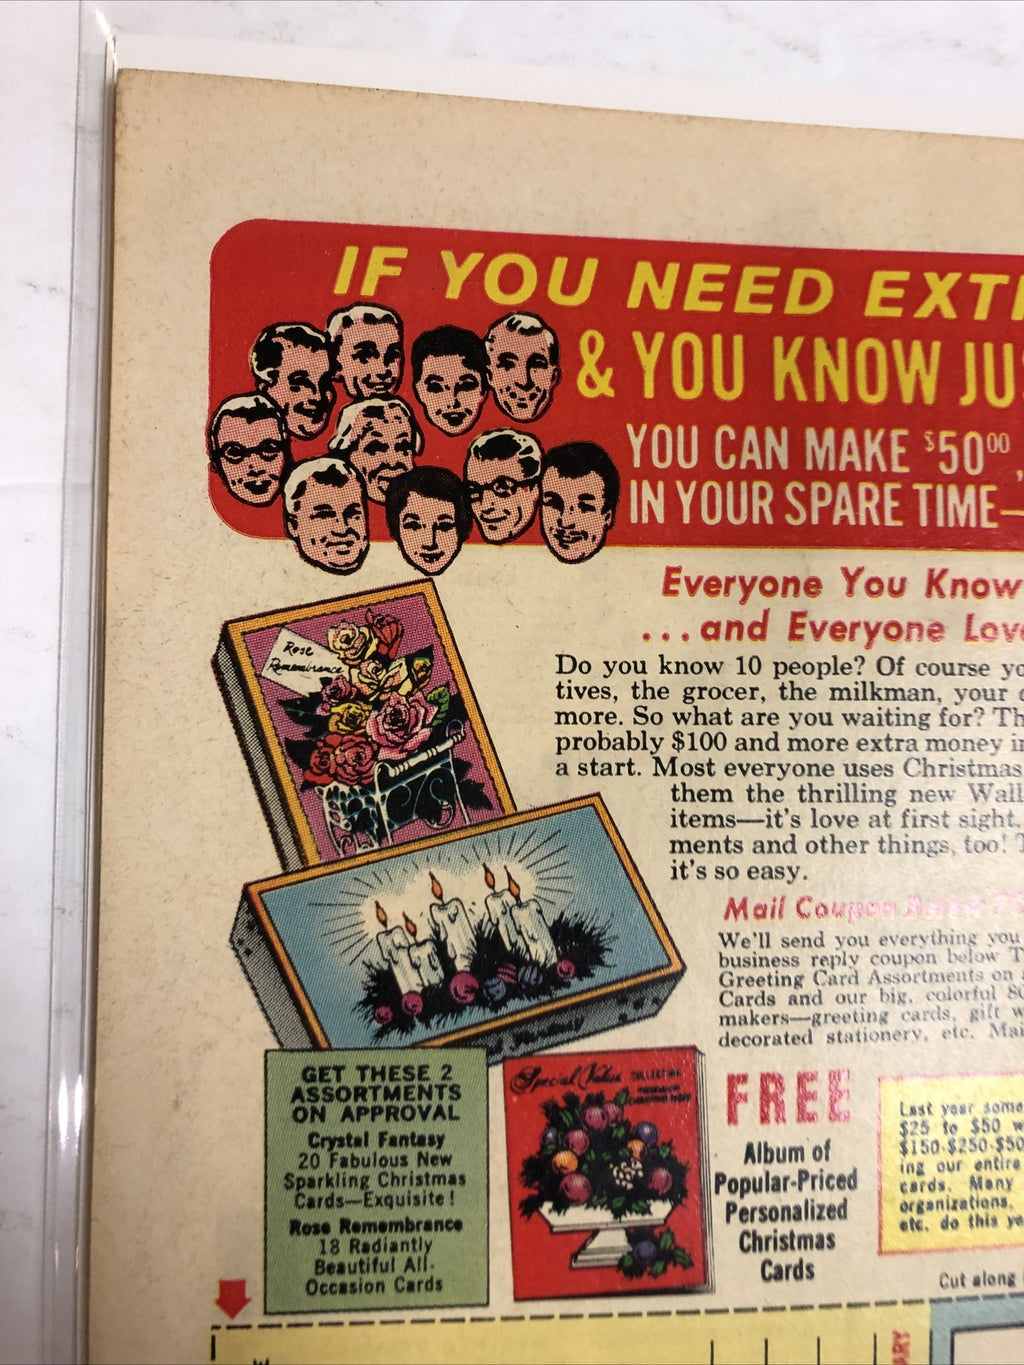 IF YOU NEED EXT
& YOU KNOW JU
YOU CAN MAKE $50⁰⁰,
IN YOUR SPARE TIME—
Everyone You Know
...and Everyone Love
Do you know 10 people? Of course yo
tives, the grocer, the milkman, your
more. So what are you waiting for? Th
probably $100 and more extra money in
a start. Most everyone uses Christmas
them the thrilling new Wall
items—it's love at first sight.
ments and other things, too! T
it's so easy.
Mail Coupon Below
We'll send you everything you
business reply coupon below
Greeting Card Assortments on
Cards and our big, colorful
makers—greeting cards, gift w
decorated stationery, etc. Mai
Rose
Remembrance
GET THESE 2
ASSORTMENTS
ON APPROVAL
Crystal Fantasy
20 Fabulous New
Sparkling Christmas
Cards—Exquisite!
Rose Remembrance
18 Radiantly
Beautiful All-
Occasion Cards
Special Value
COLLECTION
FREE
Album of
Popular-Priced
Personalized
Christmas
Cards
Last year some
$25 to $50 w
$150-$250-$50
ing our entire
cards. Many
organizations,
etc. do this ye
Cut along